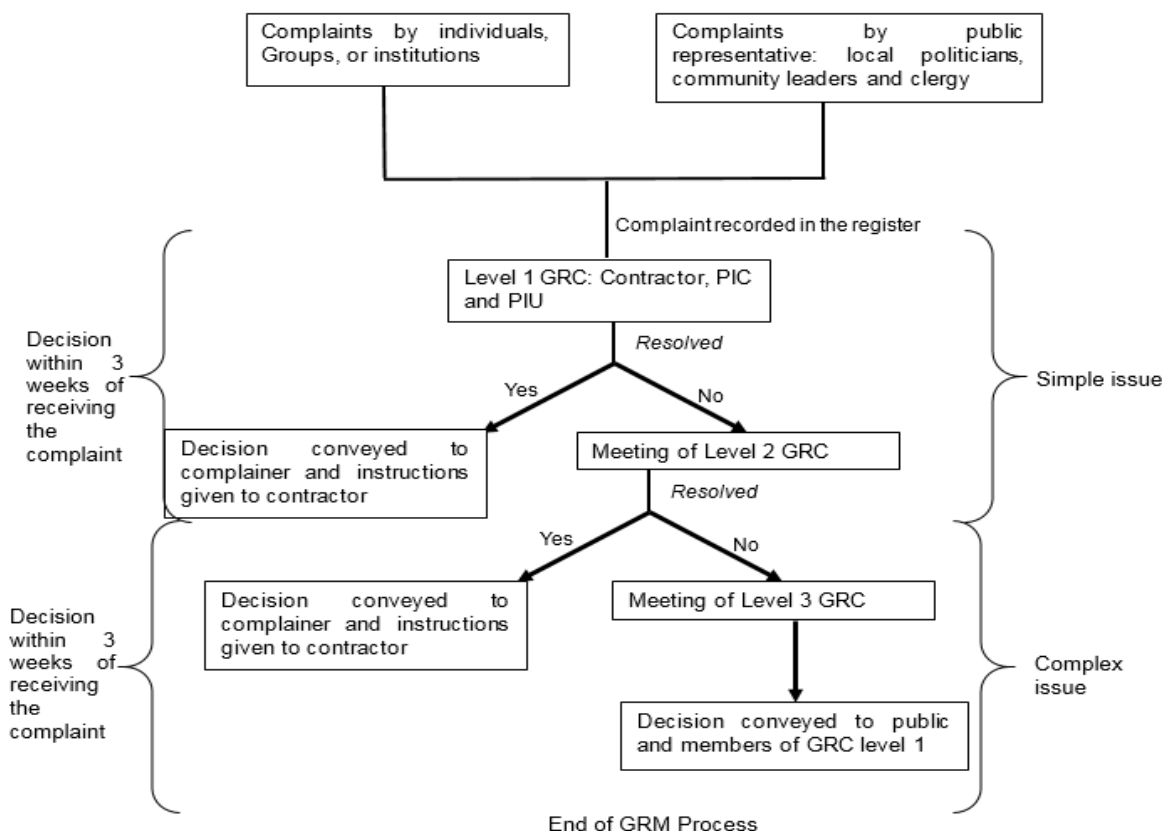 Complaints by individuals,
Groups, or institutions
Complaints by public
representative: local politicians,
community leaders and clergy
Complaint recorded in the register
Level 1 GRC: Contractor, PIC
and PIU
Resolved
Decision
within 3
weeks of
receiving
the
complaint
Simple issue
Yes
No
Decision conveyed to
complainer and instructions
given to contractor
Meeting of Level 2 GRC
Resolved
Yes
No
Decision
within 3
weeks of
receiving
the
complaint
Decision conveyed to
complainer and instructions
given to contractor
Meeting of Level 3 GRC
Complex
issue
Decision conveyed to public
and members of GRC level 1
End of GRM Process